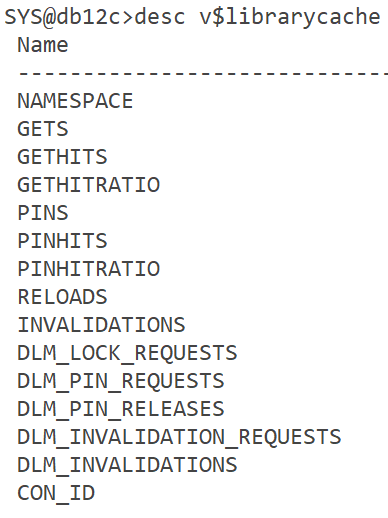 SYS@db12c>desc v$librarycache
Name
-------------------------------
NAMESPACE
GETS
GETHITS
GETHITRATIO
PINS
PINHITS
PINHITRATIO
RELOADS
INVALIDATIONS
DLM_LOCK_REQUESTS
DLM_PIN_REQUESTS
DLM_PIN_RELEASES
DLM_INVALIDATION_REQUESTS
DLM_INVALIDATIONS
CON_ID